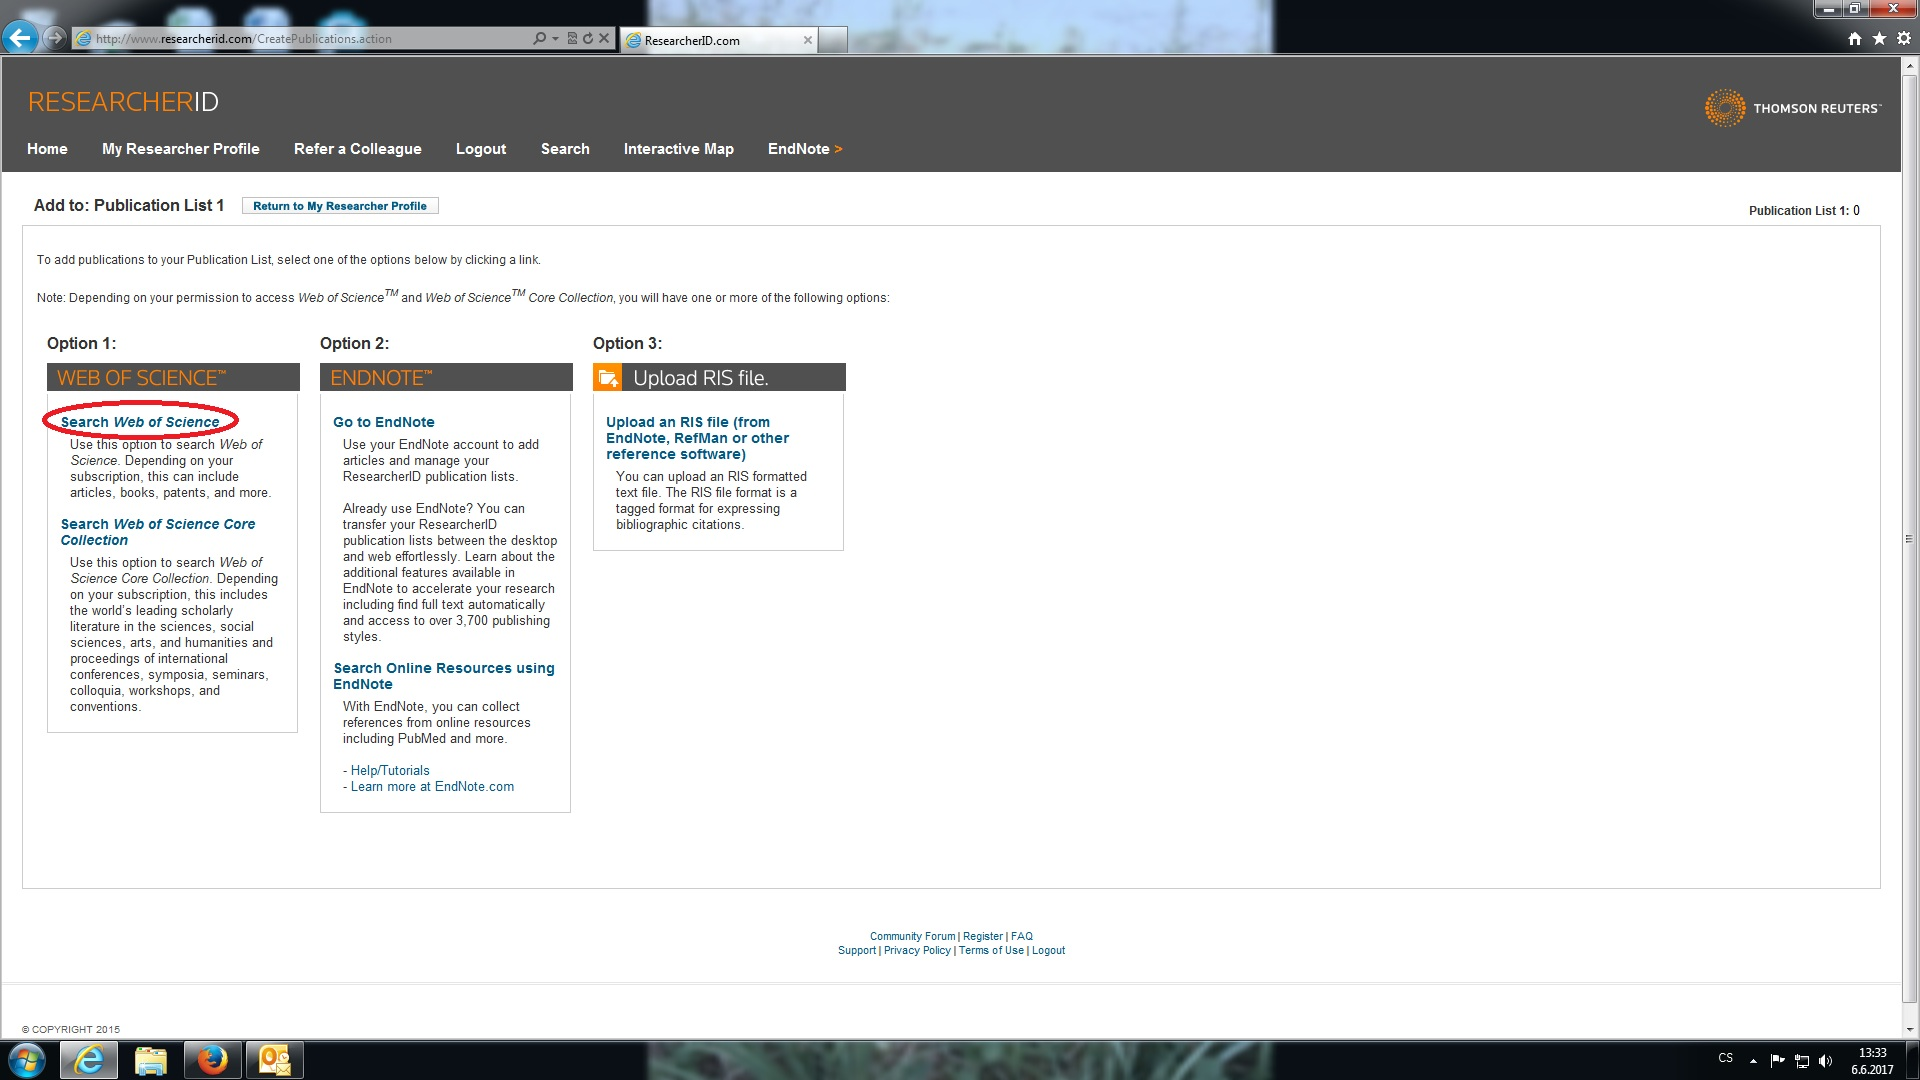 http://www.researcherid.com/CreatePublications.action
ResearcherID.com
RESEARCHERID
THOMSON REUTERS™
Home My Researcher Profile Refer a Colleague Logout Search Interactive Map EndNote >
Add to: Publication List 1 Return to My Researcher Profile
Publication List 1: 0
To add publications to your Publication List, select one of the options below by clicking a link.
Note: Depending on your permission to access Web of Science™ and Web of Science™ Core Collection, you will have one or more of the following options:
Option 1:
WEB OF SCIENCE™
Search Web of Science
Use this option to search Web of
Science. Depending on your
subscription, this can include
articles, books, patents, and more.
Search Web of Science Core
Collection
Use this option to search Web of
Science Core Collection. Depending
on your subscription, this includes
the world's leading scholarly
literature in the sciences, social
sciences, arts, and humanities and
proceedings of international
conferences, symposia, seminars,
colloquia, workshops, and
conventions.
Option 2:
ENDNOTE™
Go to EndNote
Use your EndNote account to add
articles and manage your
ResearcherID publication lists.
Already use EndNote? You can
transfer your ResearcherID
publication lists between the desktop
and web effortlessly. Learn about the
additional features available in
EndNote to accelerate your research
including find full text automatically
and access to over 3,700 publishing
styles.
Search Online Resources using
EndNote
With EndNote, you can collect
references from online resources
including PubMed and more.
- Help/Tutorials
- Learn more at EndNote.com
Option 3:
Upload RIS file.
Upload an RIS file (from
EndNote, RefMan or other
reference software)
You can upload an RIS formatted
text file. The RIS file format is a
tagged format for expressing
bibliographic citations.
Community Forum | Register | FAQ
Support | Privacy Policy | Terms of Use | Logout
© COPYRIGHT 2015
CS
13:33
6.6.2017